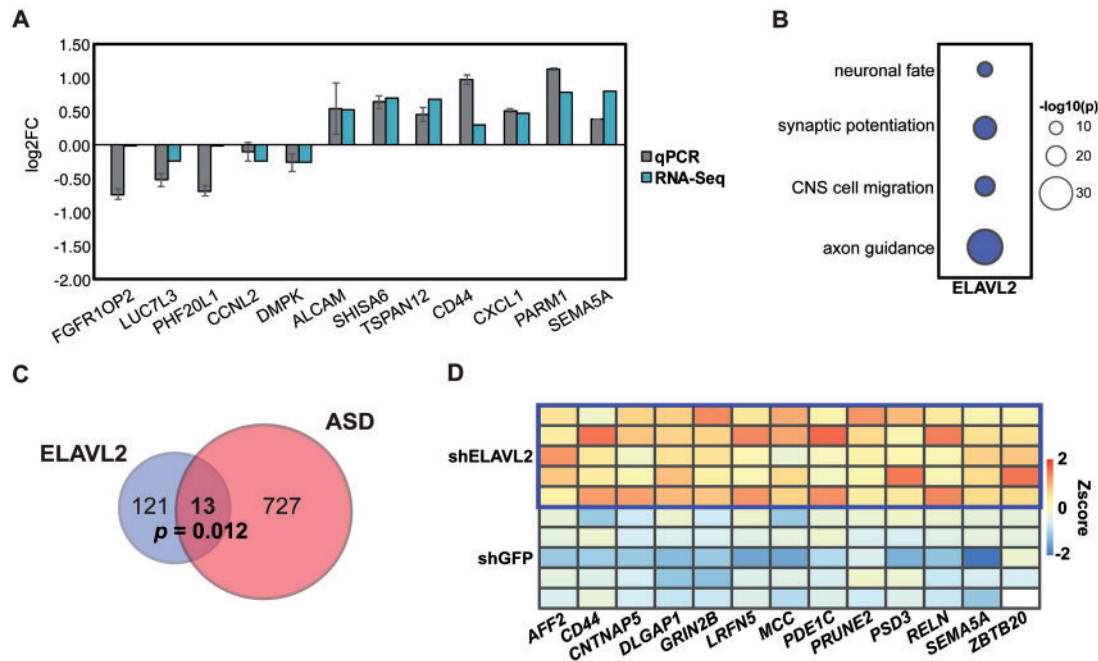 A
1.50
1.00
0.50
0.00
-0.50
-1.00
-1.50
-2.00
log2FC
FGFR1OP2
LUC7L3
PHF20L1
CCNL2
DMPK
ALCAM
SHISA6
TSPAN12
CD44
CXCL1
PARM1
SEMA5A
qPCR
RNA-Seq
B
neuronal fate
synaptic potentiation
CNS cell migration
axon guidance
ELAVL2
-log10(p)
10
20
30
C
ELAVL2
ASD
121
13
727
p = 0.012
D
shELAVL2
shGFP
AFF2
CD44
CNTNAP5
DLGAP1
GRIN2B
LRFN5
MCC
PDE1C
PRUNE2
PSD3
RELN
SEMA5A
ZBTB20
2
0
-2
Zscore